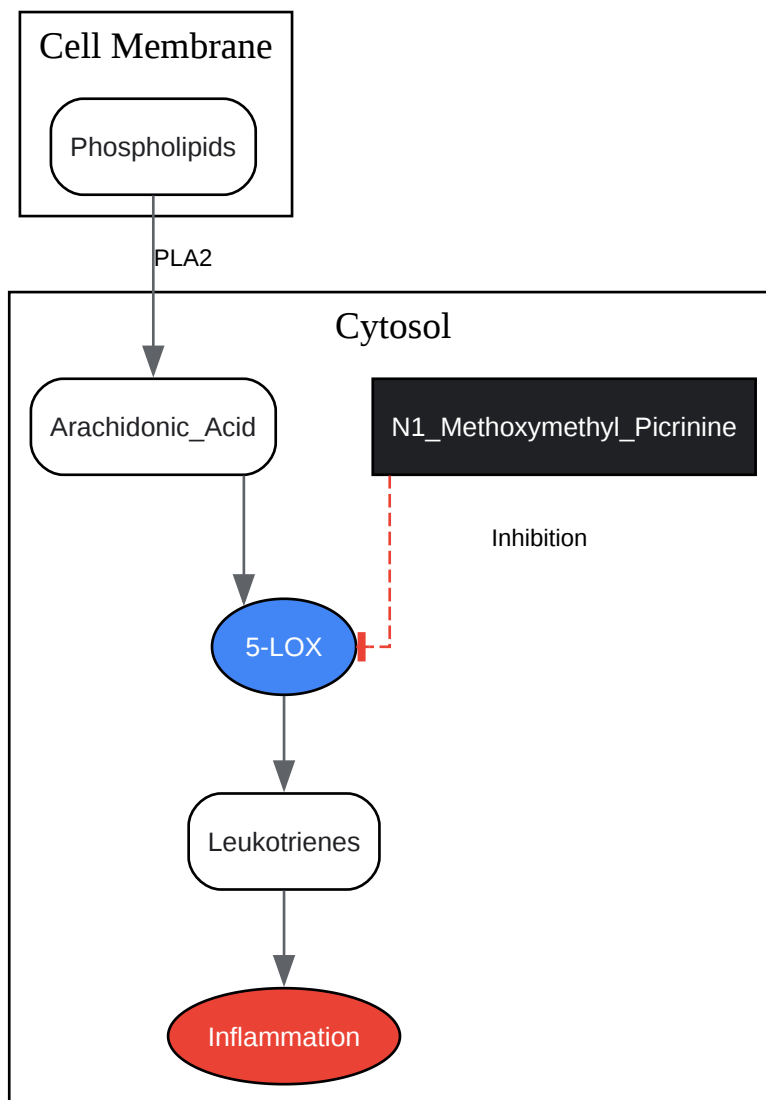 Cell Membrane
Phospholipids
PLA2
Cytosol
Arachidonic_Acid
N1_Methoxymethyl_Picrinine
Inhibition
5-LOX
Leukotrienes
Inflammation